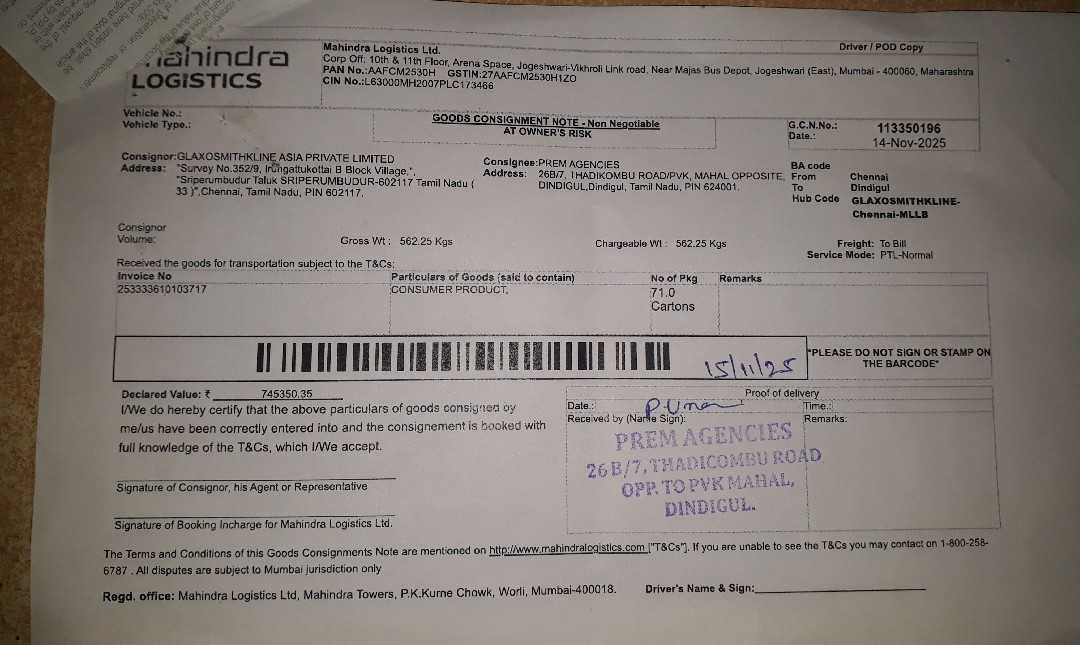 mahindra
LOGISTICS
Mahindra Logistics Ltd.
Corp Off: 10th & 11th Floor, Arena Space, Jogeshwari-Vikhroli Link road, Near Majas Bus Depot, Jogeshwari (East), Mumbai - 400060, Maharashtra
PAN No.:AAFCM2530H GSTIN:27AAFCM2530H1ZO
CIN No.:L63000MH2007PLC173466
Driver / POD Copy
Vehicle No.:
Vehicle Type.:
GOODS CONSIGNMENT NOTE - Non Negotiable
AT OWNER'S RISK
G.C.N.No.: 113350196
Date.: 14-Nov-2025
Consignor:GLAXOSMITHKLINE ASIA PRIVATE LIMITED
Address: "Survey No.352/9, Irungattukottai B Block Village,",
"Sriperumbudur Taluk SRIPERUMBUDUR-602117 Tamil Nadu (
33 )",Chennai, Tamil Nadu, PIN 602117,
Consignee:PREM AGENCIES
Address: 26B/7, THADIKOMBU ROAD/PVK, MAHAL OPPOSITE,
DINDIGUL,Dindigul, Tamil Nadu, PIN 624001.
BA code
From Chennai
To Dindigul
Hub Code GLAXOSMITHKLINE-
Chennai-MLLB
Consignor
Volume:
Gross Wt : 562.25 Kgs
Chargeable Wt : 562.25 Kgs
Freight: To Bill
Service Mode: PTL-Normal
Received the goods for transportation subject to the T&Cs:
Invoice No Particulars of Goods (said to contain) No of Pkg Remarks
253333610103717 CONSUMER PRODUCT, 71.0
Cartons
15/11/25
*PLEASE DO NOT SIGN OR STAMP ON
THE BARCODE*
Declared Value: ₹ 745350.35
I/We do hereby certify that the above particulars of goods consigned by
me/us have been correctly entered into and the consignement is booked with
full knowledge of the T&Cs, which I/We accept.
Signature of Consignor, his Agent or Representative
Signature of Booking Incharge for Mahindra Logistics Ltd.
Proof of delivery
Date.: Time.:
Received by (Name Sign): Remarks:
PREM AGENCIES
26B/7, THADICOMBU ROAD
OPP. TO PVK MAHAL,
DINDIGUL.
The Terms and Conditions of this Goods Consignments Note are mentioned on http://www.mahindralogistics.com ["T&Cs"]. If you are unable to see the T&Cs you may contact on 1-800-258-
6787 . All disputes are subject to Mumbai jurisdiction only
Regd. office: Mahindra Logistics Ltd, Mahindra Towers, P.K.Kurne Chowk, Worli, Mumbai-400018.
Driver's Name & Sign: